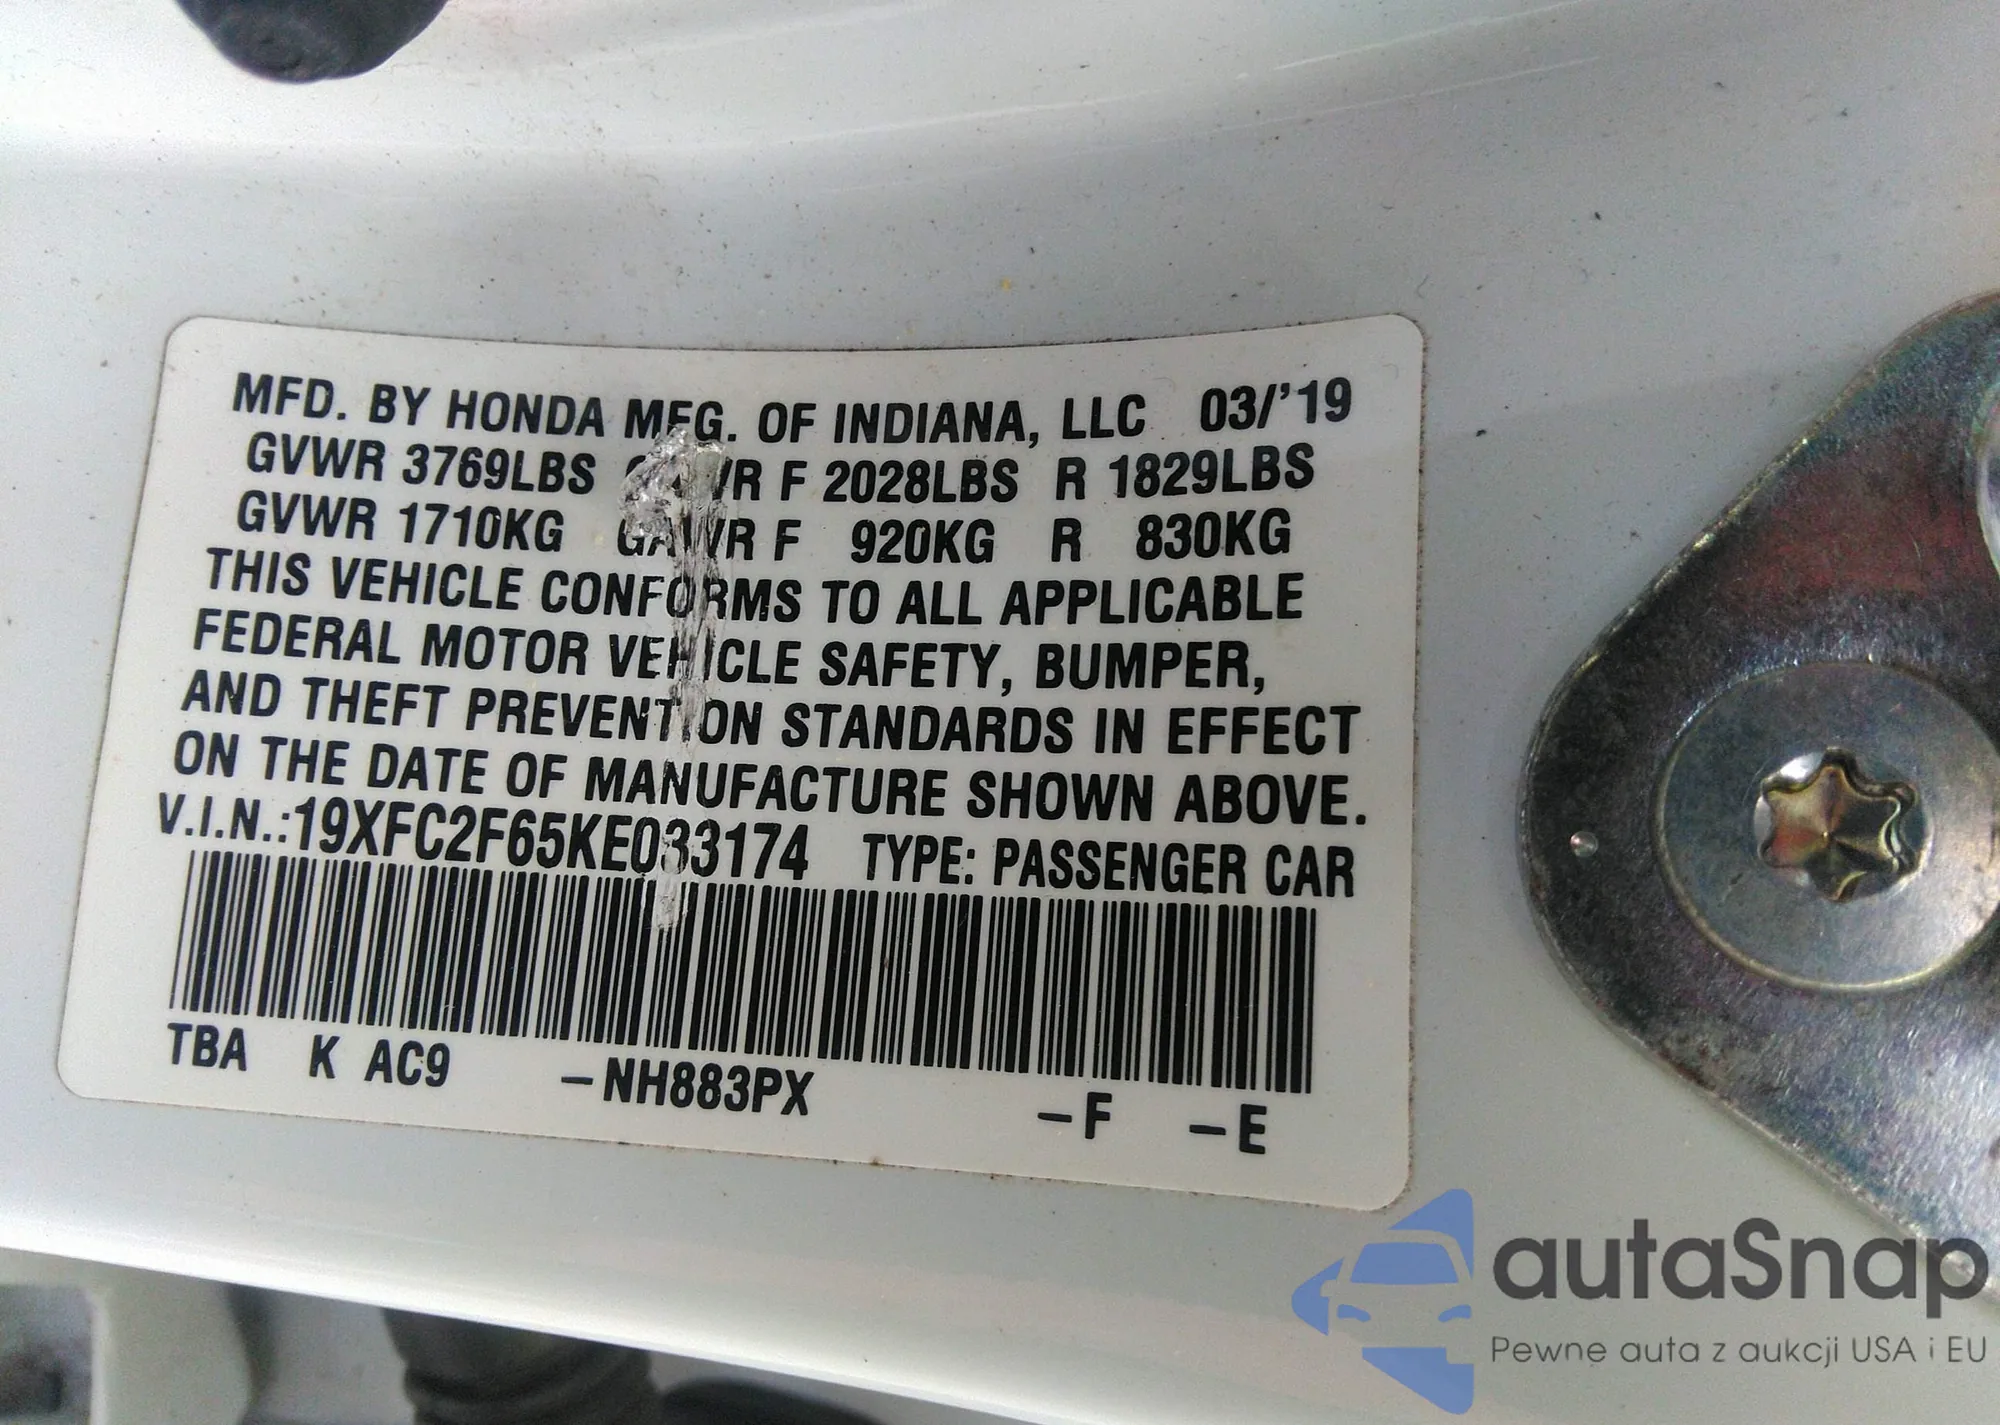 MFD. BY HONDA MFG. OF INDIANA, LLC 03/'19
GVWR 3769LBS GAWR F 2028LBS R 1829LBS
GVWR 1710KG GAWR F 920KG R 830KG
THIS VEHICLE CONFORMS TO ALL APPLICABLE
FEDERAL MOTOR VEHICLE SAFETY, BUMPER,
AND THEFT PREVENTION STANDARDS IN EFFECT
ON THE DATE OF MANUFACTURE SHOWN ABOVE.
V.I.N.:19XFC2F65KE033174 TYPE: PASSENGER CAR
TBA K AC9 –NH883PX –F –E
autaSnap
Pewne auta z aukcji USA i EU